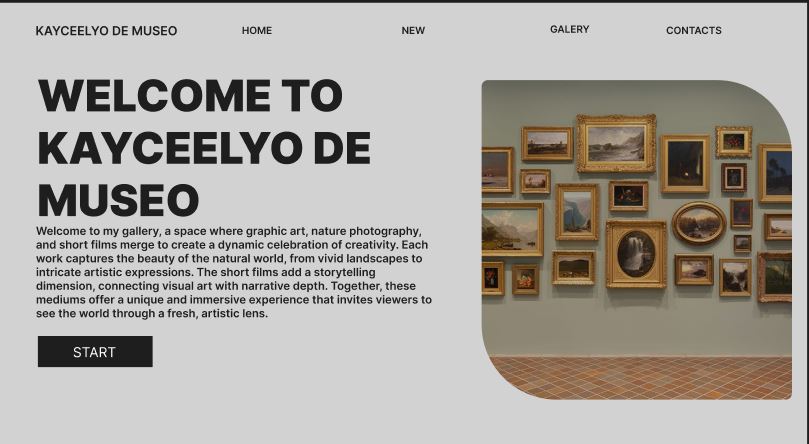 KAYCEELYO DE MUSEO
HOME
NEW
GALERY
CONTACTS
WELCOME TO
KAYCEELYO DE
MUSEO
Welcome to my gallery, a space where graphic art, nature photography,
and short films merge to create a dynamic celebration of creativity. Each
work captures the beauty of the natural world, from vivid landscapes to
intricate artistic expressions. The short films add a storytelling
dimension, connecting visual art with narrative depth. Together, these
mediums offer a unique and immersive experience that invites viewers to
see the world through a fresh, artistic lens.
START